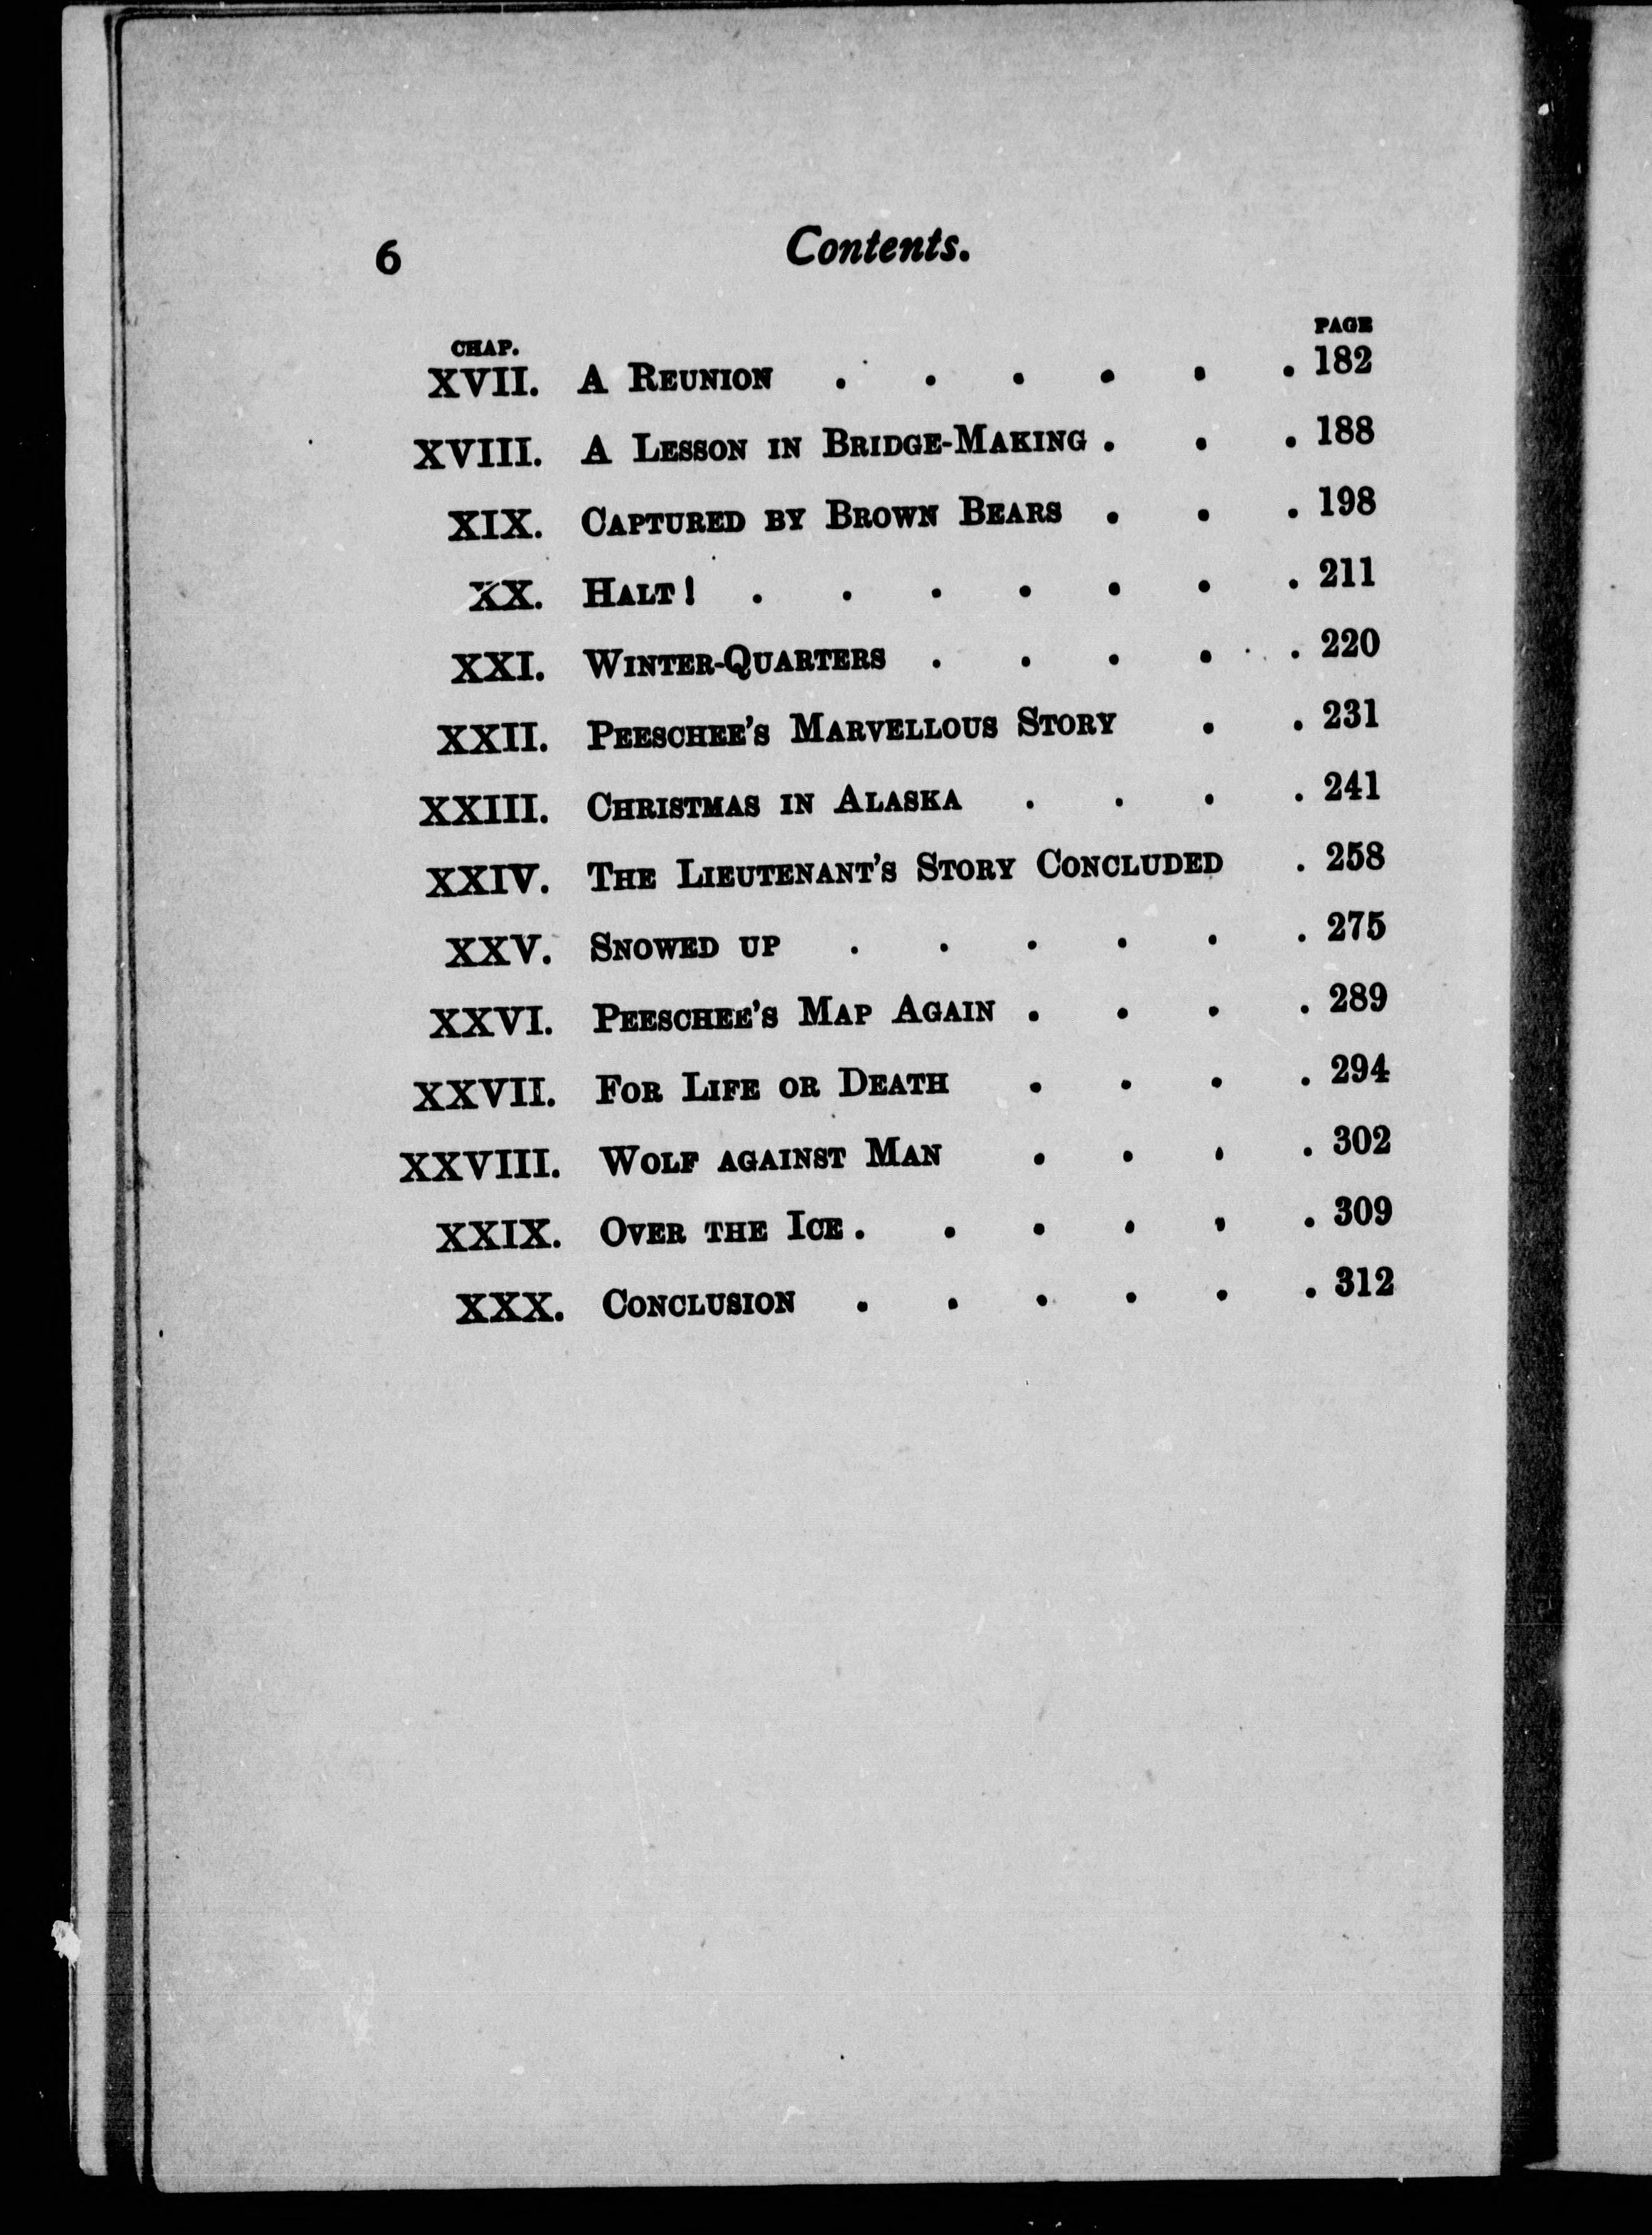 6 Contents.
CHAP. PAGE
XVII. A REUNION . . . . . . 182
XVIII. A LESSON IN BRIDGE-MAKING . . . 188
XIX. CAPTURED BY BROWN BEARS . . . 198
XX. HALT! . . . . . . . 211
XXI. WINTER-QUARTERS . . . . . 220
XXII. PEESCHEE'S MARVELLOUS STORY . . 231
XXIII. CHRISTMAS IN ALASKA . . . . 241
XXIV. THE LIEUTENANT'S STORY CONCLUDED . 258
XXV. SNOWED UP . . . . . . 275
XXVI. PEESCHEE'S MAP AGAIN . . . . 289
XXVII. FOR LIFE OR DEATH . . . . 294
XXVIII. WOLF AGAINST MAN . . . . 302
XXIX. OVER THE ICE . . . . . . 309
XXX. CONCLUSION . . . . . . 312